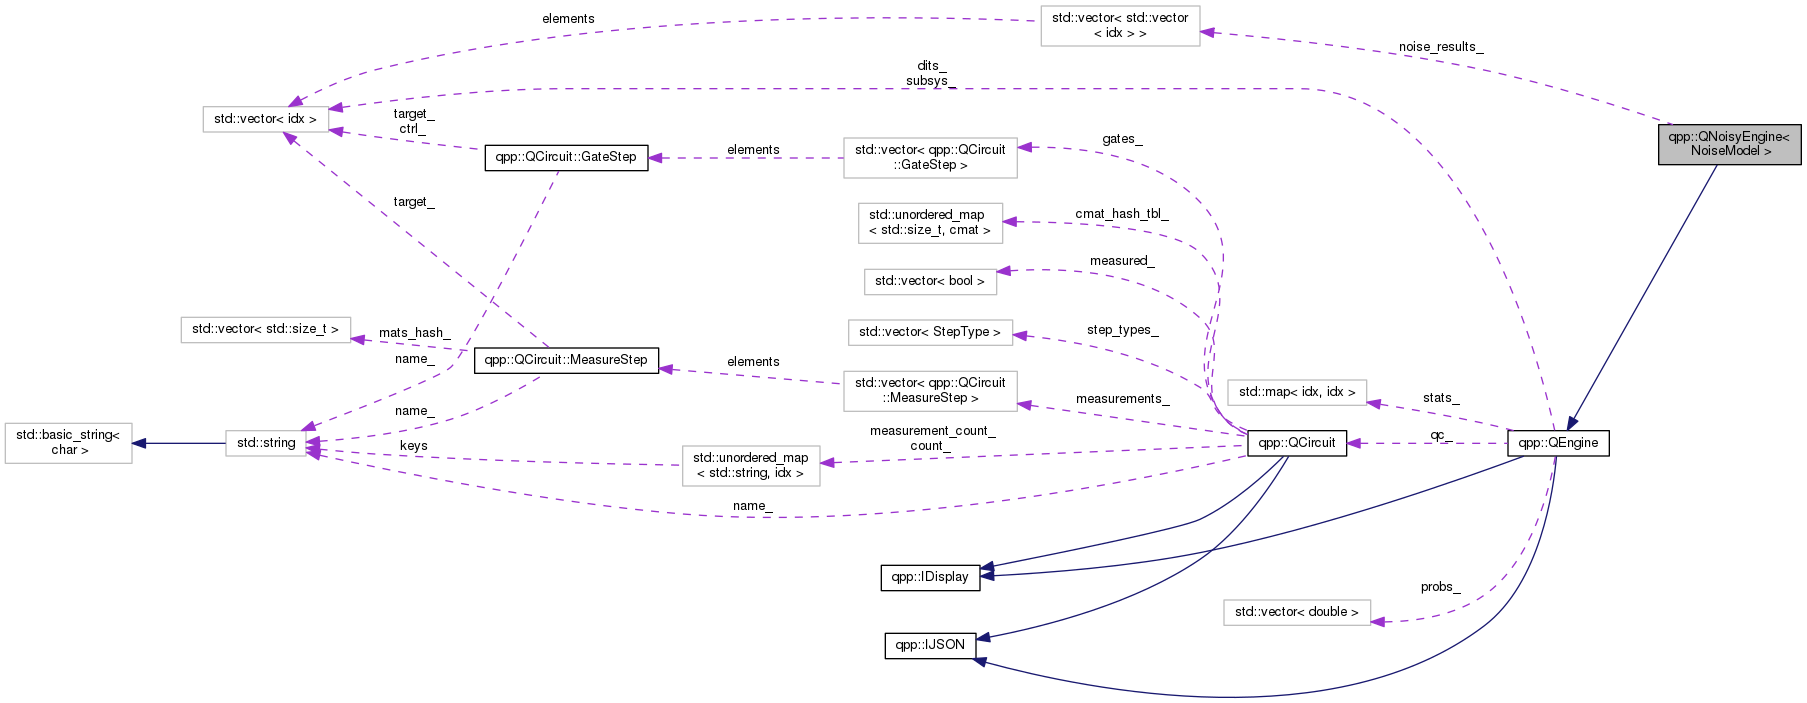 elements
std::vector< std::vector
< idx > >
noise_results_
dits_
subsys_
std::vector< idx >
target_
ctrl_
gates_
qpp::QNoisyEngine<
NoiseModel >
qpp::QCircuit::GateStep
elements
std::vector< qpp::QCircuit
::GateStep >
target_
std::unordered_map
< std::size_t, cmat >
cmat_hash_tbl_
measured_
std::vector< bool >
std::vector< std::size_t >
mats_hash_
std::vector< StepType >
step_types_
name_
qpp::QCircuit::MeasureStep
elements
std::vector< qpp::QCircuit
::MeasureStep >
measurements_
std::map< idx, idx >
stats_
name_
std::basic_string<
char >
std::string
keys
measurement_count_
count_
std::unordered_map
< std::string, idx >
qpp::QCircuit
qc_
qpp::QEngine
name_
qpp::IDisplay
std::vector< double >
probs_
qpp::IJSON